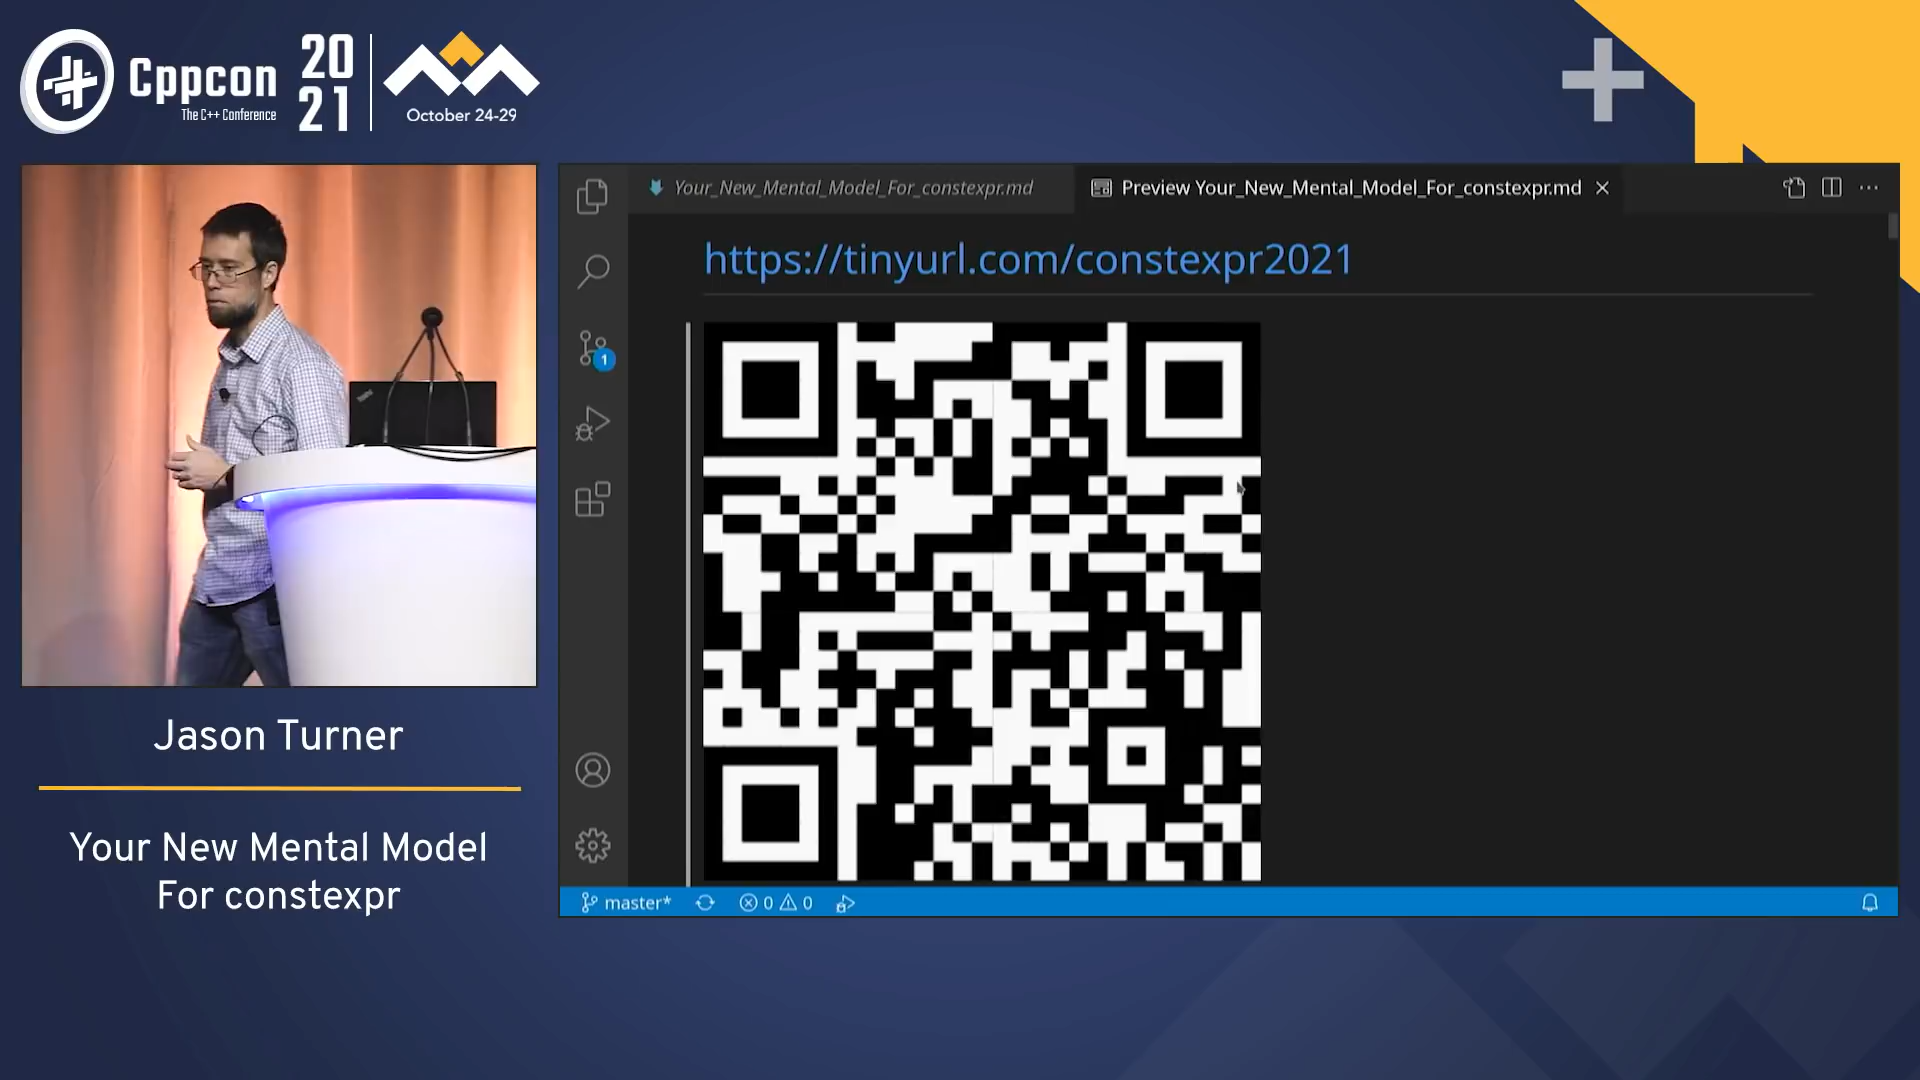 Cppcon
The C++ Conference
20
21
October 24-29
Your_New_Mental_Model_For_constexpr.md
Preview Your_New_Mental_Model_For_constexpr.md
https://tinyurl.com/constexpr2021
1
Jason Turner
Your New Mental Model
For constexpr
master*
0
0